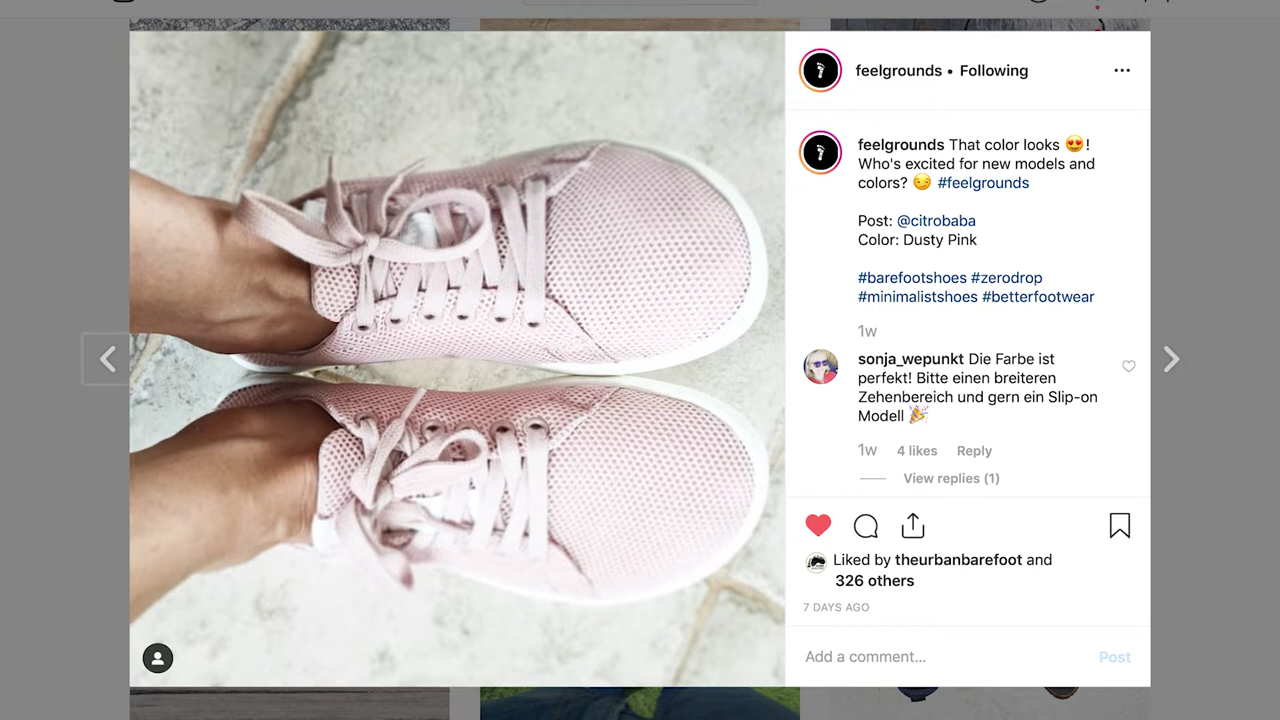 feelgrounds • Following
feelgrounds That color looks 😍!
Who's excited for new models and
colors? 😏 #feelgrounds
Post: @citrobaba
Color: Dusty Pink
#barefootshoes #zerodrop
#minimalistshoes #betterfootwear
1w
sonja_wepunkt Die Farbe ist
perfekt! Bitte einen breiteren
Zehenbereich und gern ein Slip-on
Modell 🎉
1w 4 likes Reply
View replies (1)
Liked by theurbanbarefoot and
326 others
7 DAYS AGO
Add a comment... Post